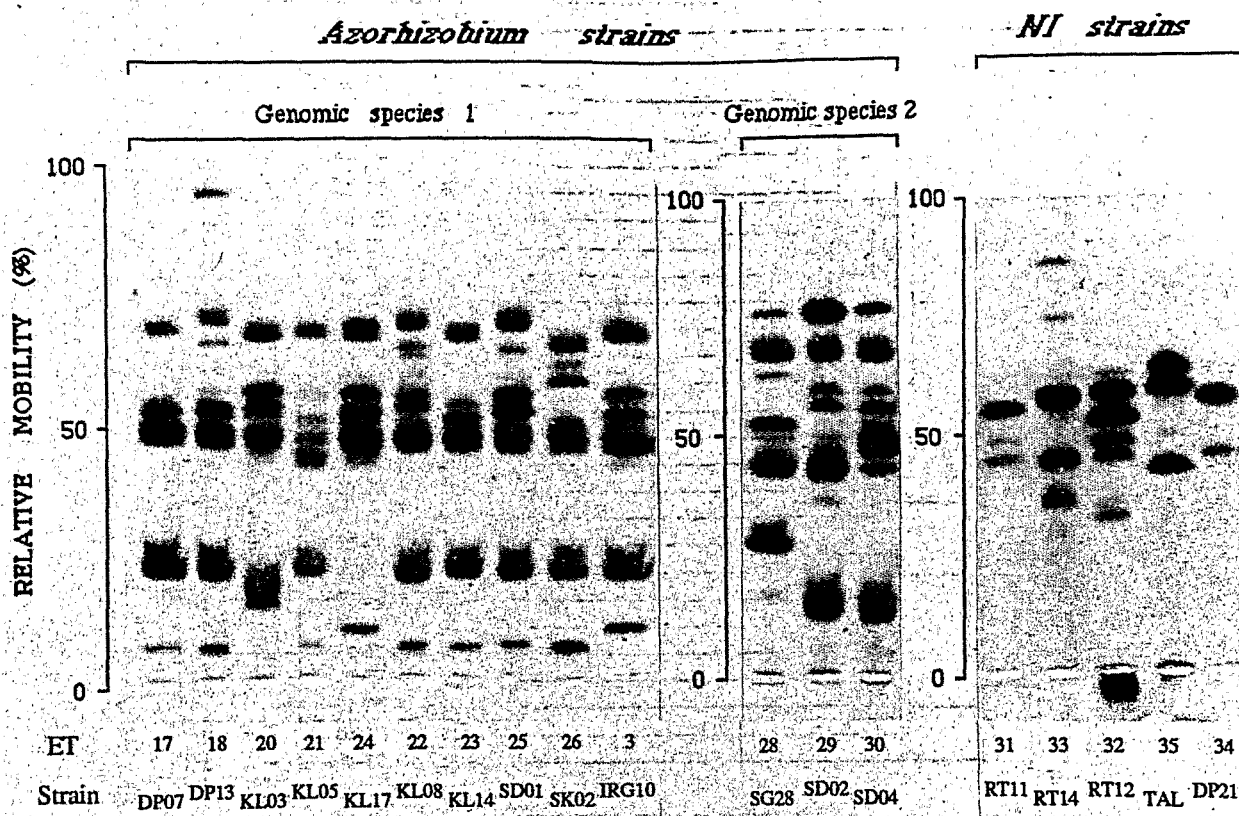 Azorhizobium strains
NI strains
Genomic species 1
Genomic species 2
100
50
0
RELATIVE MOBILITY (%)
100
50
0
100
50
0
ET 17 18 20 21 24 22 23 25 26 3 28 29 30 31 33 32 35 34
Strain DP07 DP13 KL03 KL05 KL17 KL08 KL14 SD01 SK02 IRG10 SG28 SD02 SD04 RT11 RT14 RT12 TAL DP21